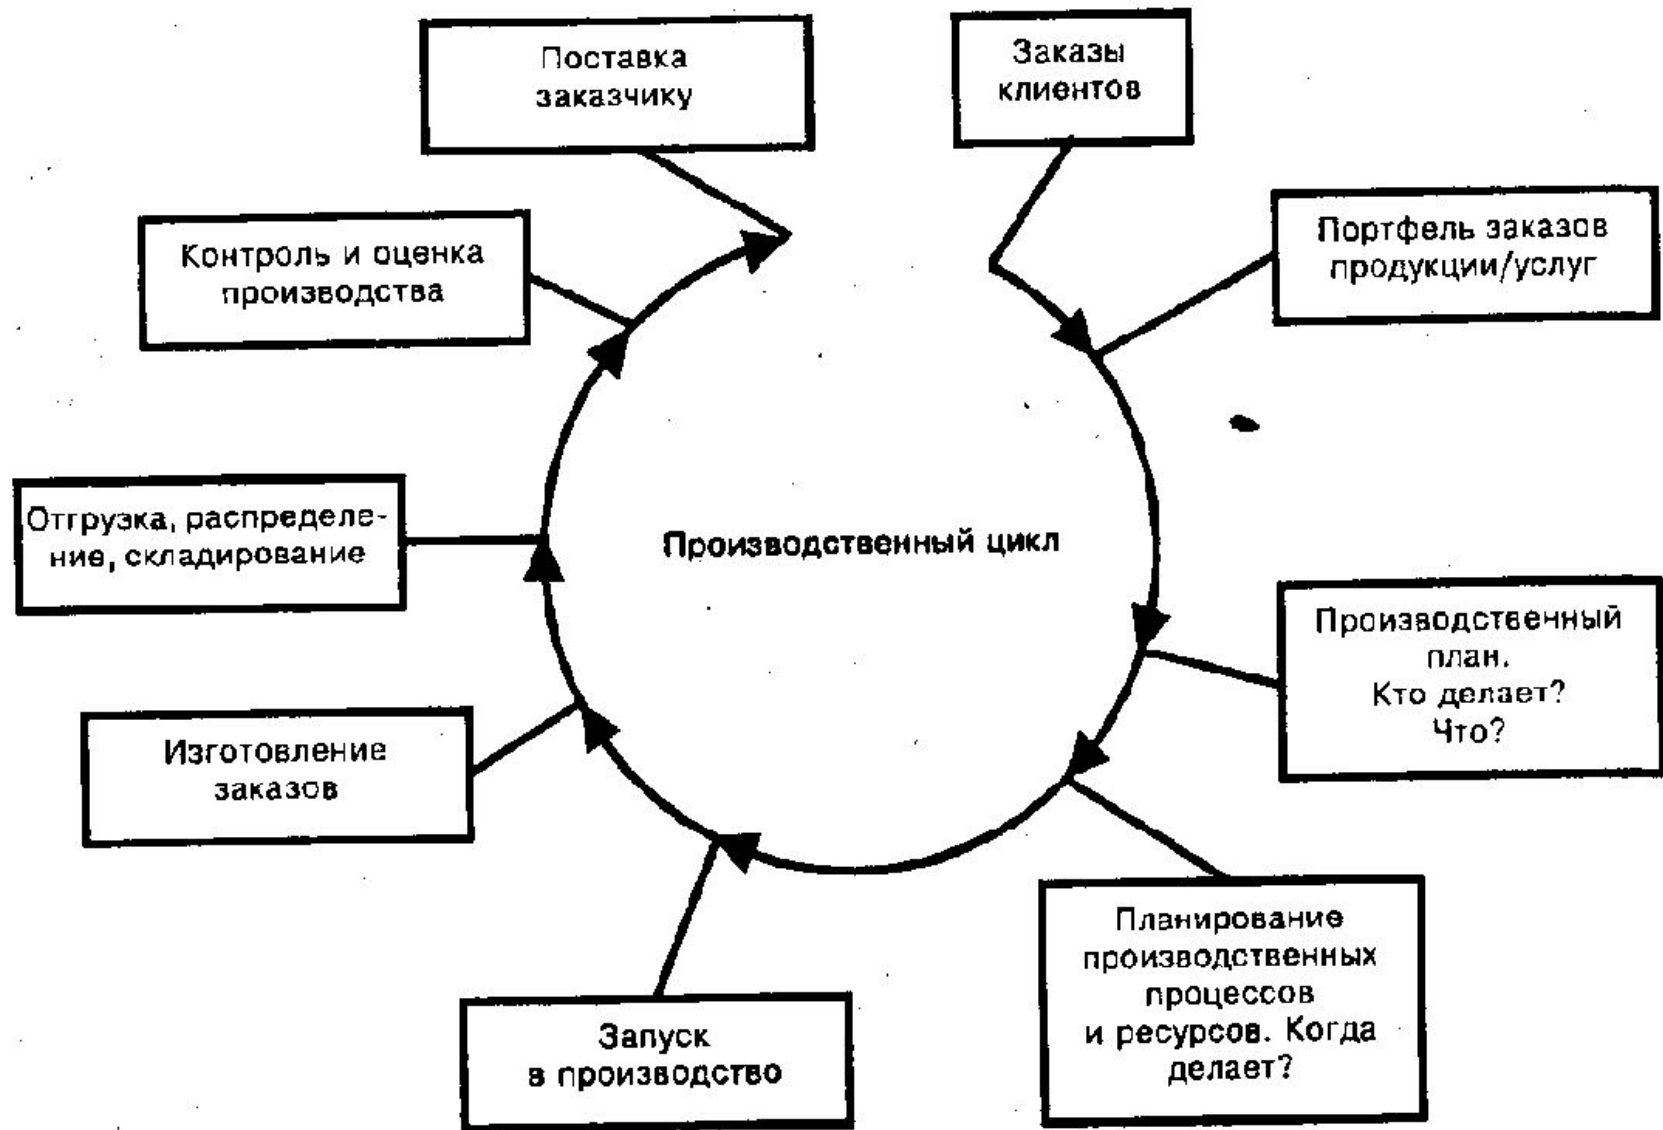 Поставка
заказчику
Заказы
клиентов
Контроль и оценка
производства
Портфель заказов
продукции/услуг
Отгрузка, распределе-
ние, складирование
Производственный цикл
Производственный
план.
Кто делает?
Что?
Изготовление
заказов
Планирование
производственных
процессов
и ресурсов. Когда
делает?
Запуск
в производство